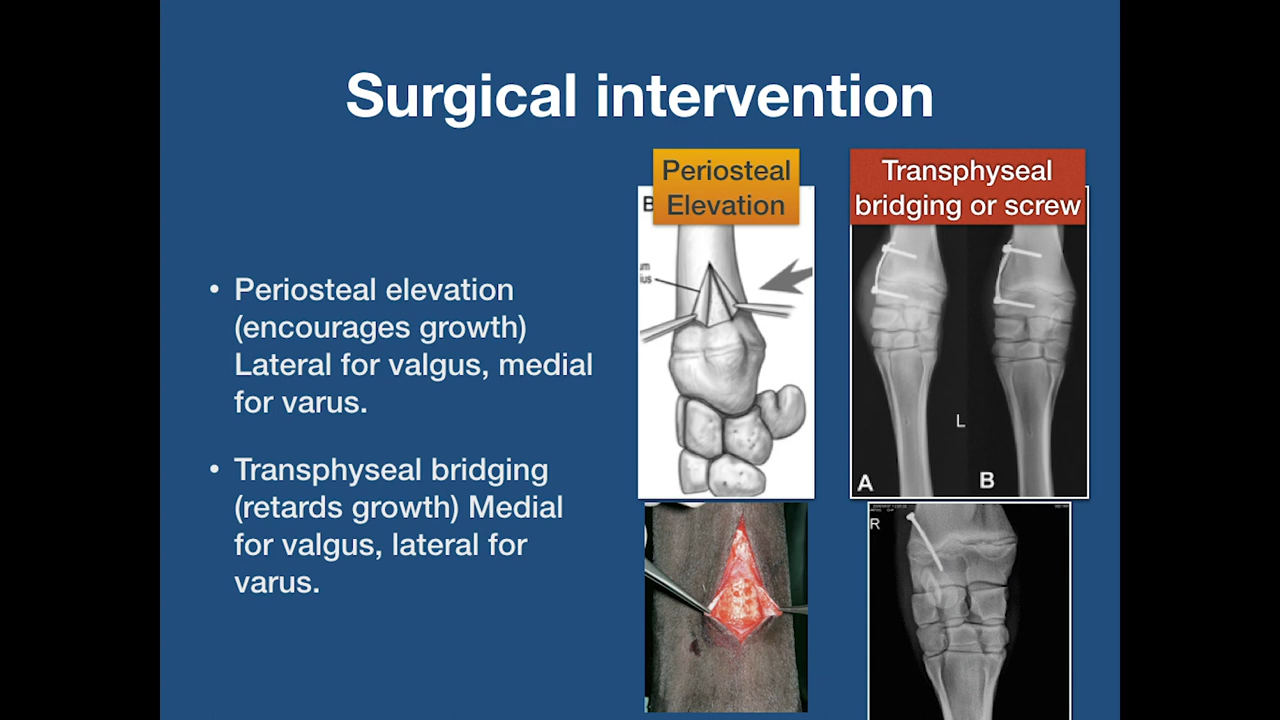 Surgical intervention
Periosteal
Elevation
Transphyseal
bridging or screw
• Periosteal elevation
(encourages growth)
Lateral for valgus, medial
for varus.
• Transphyseal bridging
(retards growth) Medial
for valgus, lateral for
varus.
B
L
A
B
R